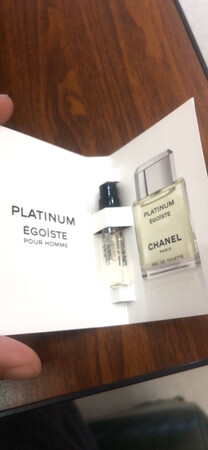 PLATINUM
ÉGOÏSTE
POUR HOMME
PLATINUM
ÉGOÏSTE
CHANEL
PARIS
EAU DE TOILETTE